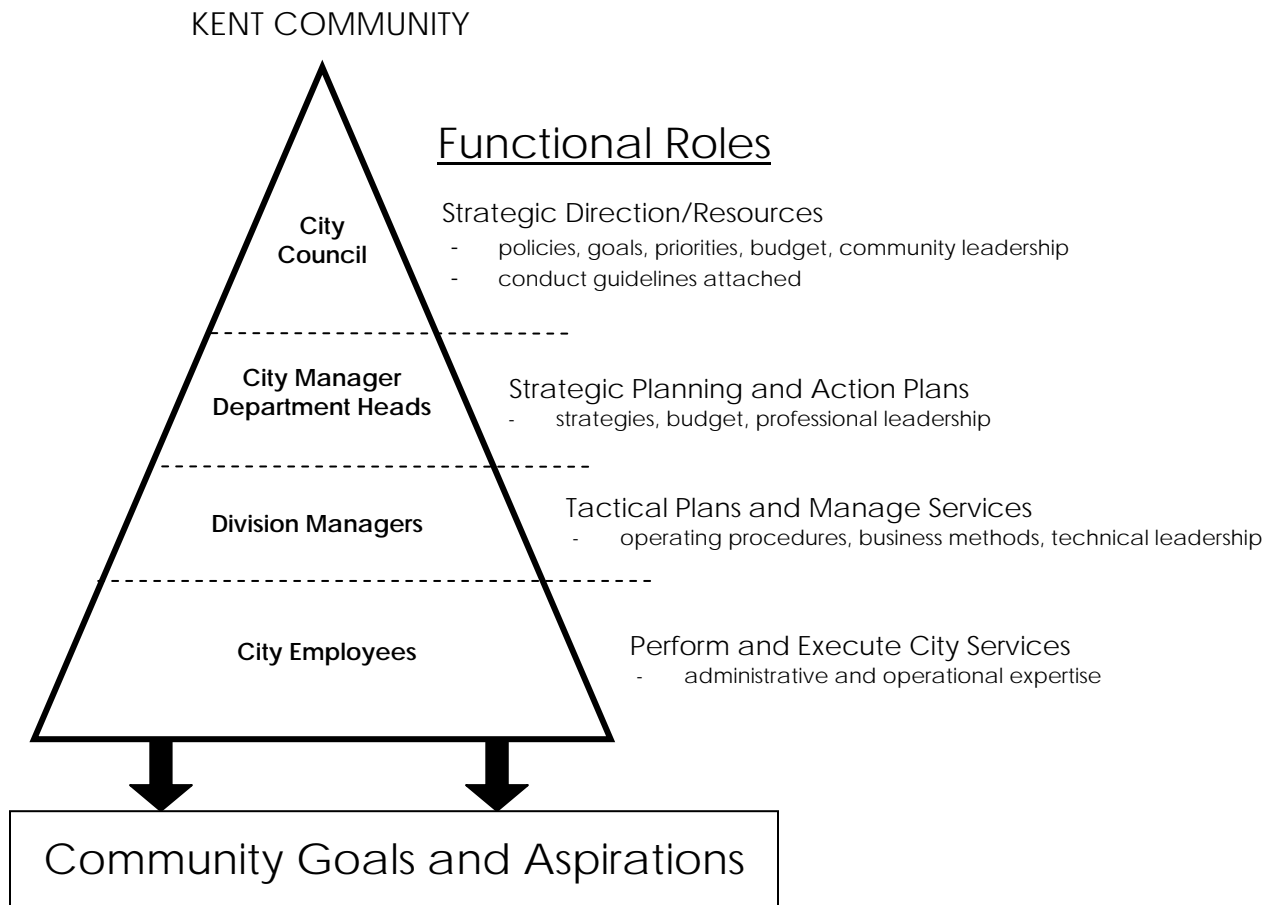 KENT COMMUNITY
Functional Roles
City
Council
Strategic Direction/Resources
- policies, goals, priorities, budget, community leadership
- conduct guidelines attached
City Manager
Department Heads
Strategic Planning and Action Plans
- strategies, budget, professional leadership
Division Managers
Tactical Plans and Manage Services
- operating procedures, business methods, technical leadership
City Employees
Perform and Execute City Services
- administrative and operational expertise
Community Goals and Aspirations